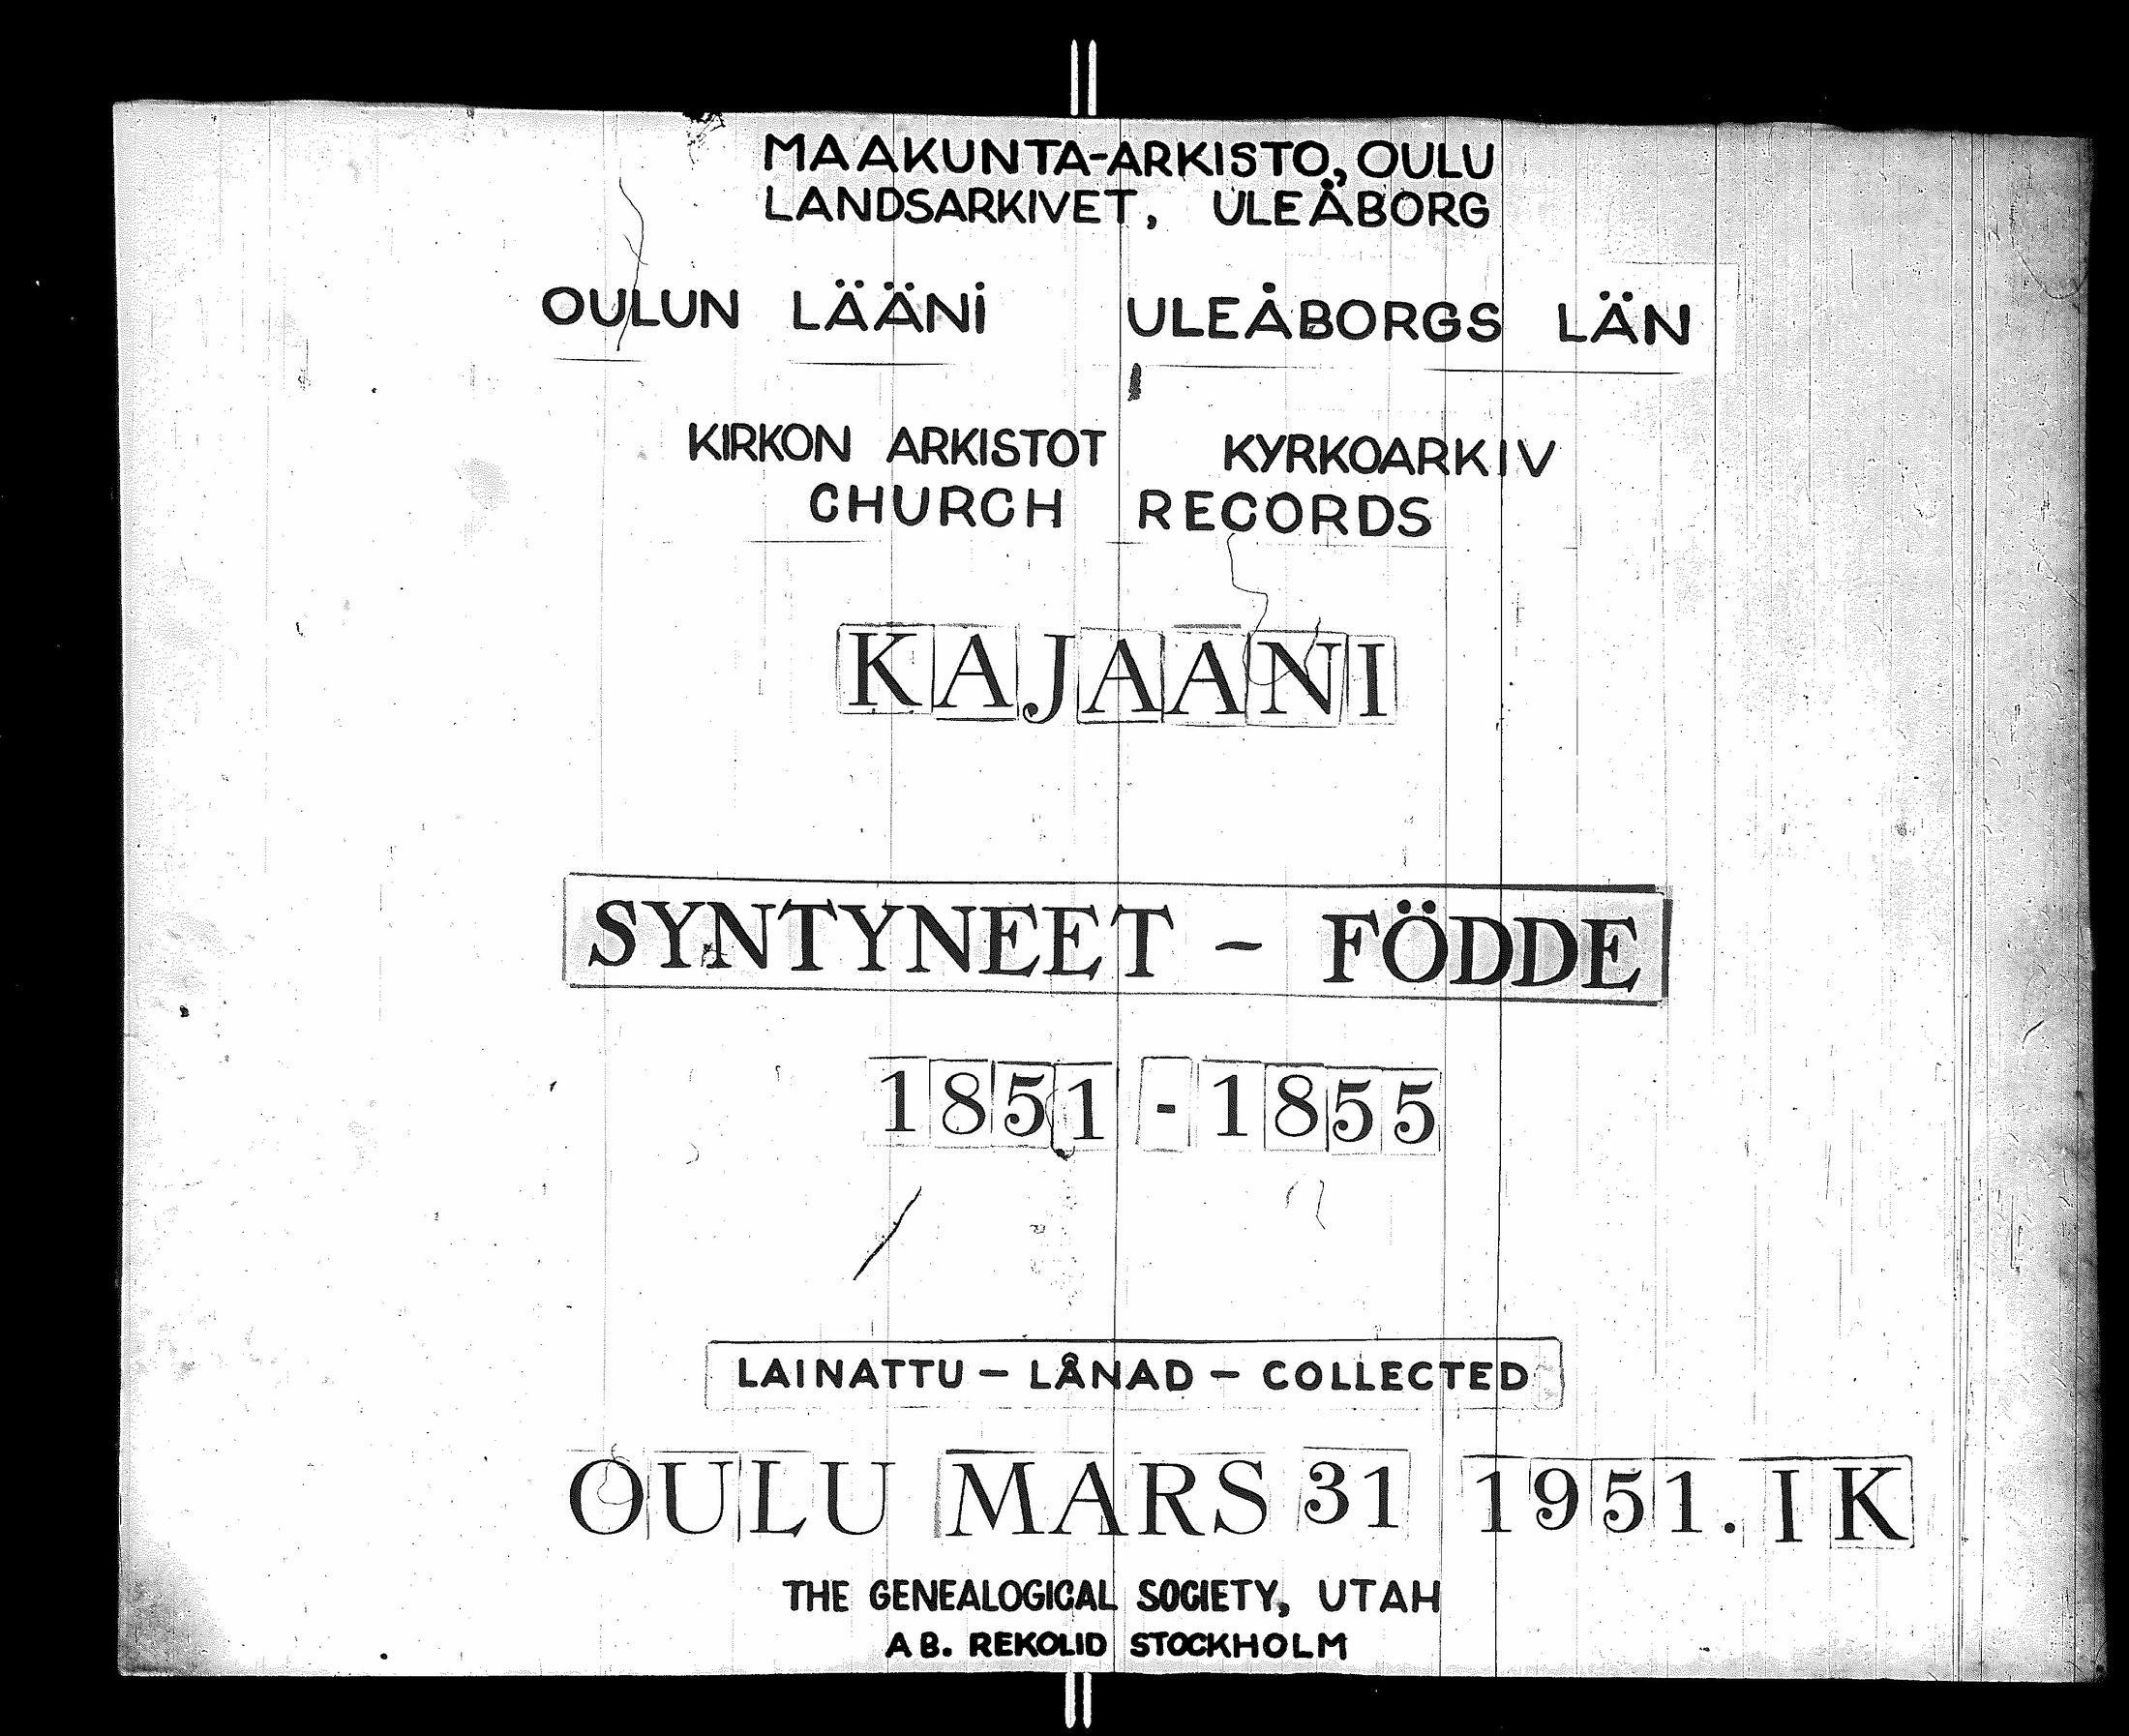 MAAKUNTA-ARKISTO, OULU
LANDSARKIVET, ULEÅBORG
OULUN LÄÄNI ULEÅBORGS LÄN
KIRKON ARKISTOT KYRKOARKIV
CHURCH RECORDS
KAJAANI
SYNTYNEET - FÖDDE
1851 - 1855
LAINATTU - LÅNAD - COLLECTED
OULU MARS 31 1951. IK
THE GENEALOGICAL SOCIETY, UTAH
AB. REKOLID STOCKHOLM